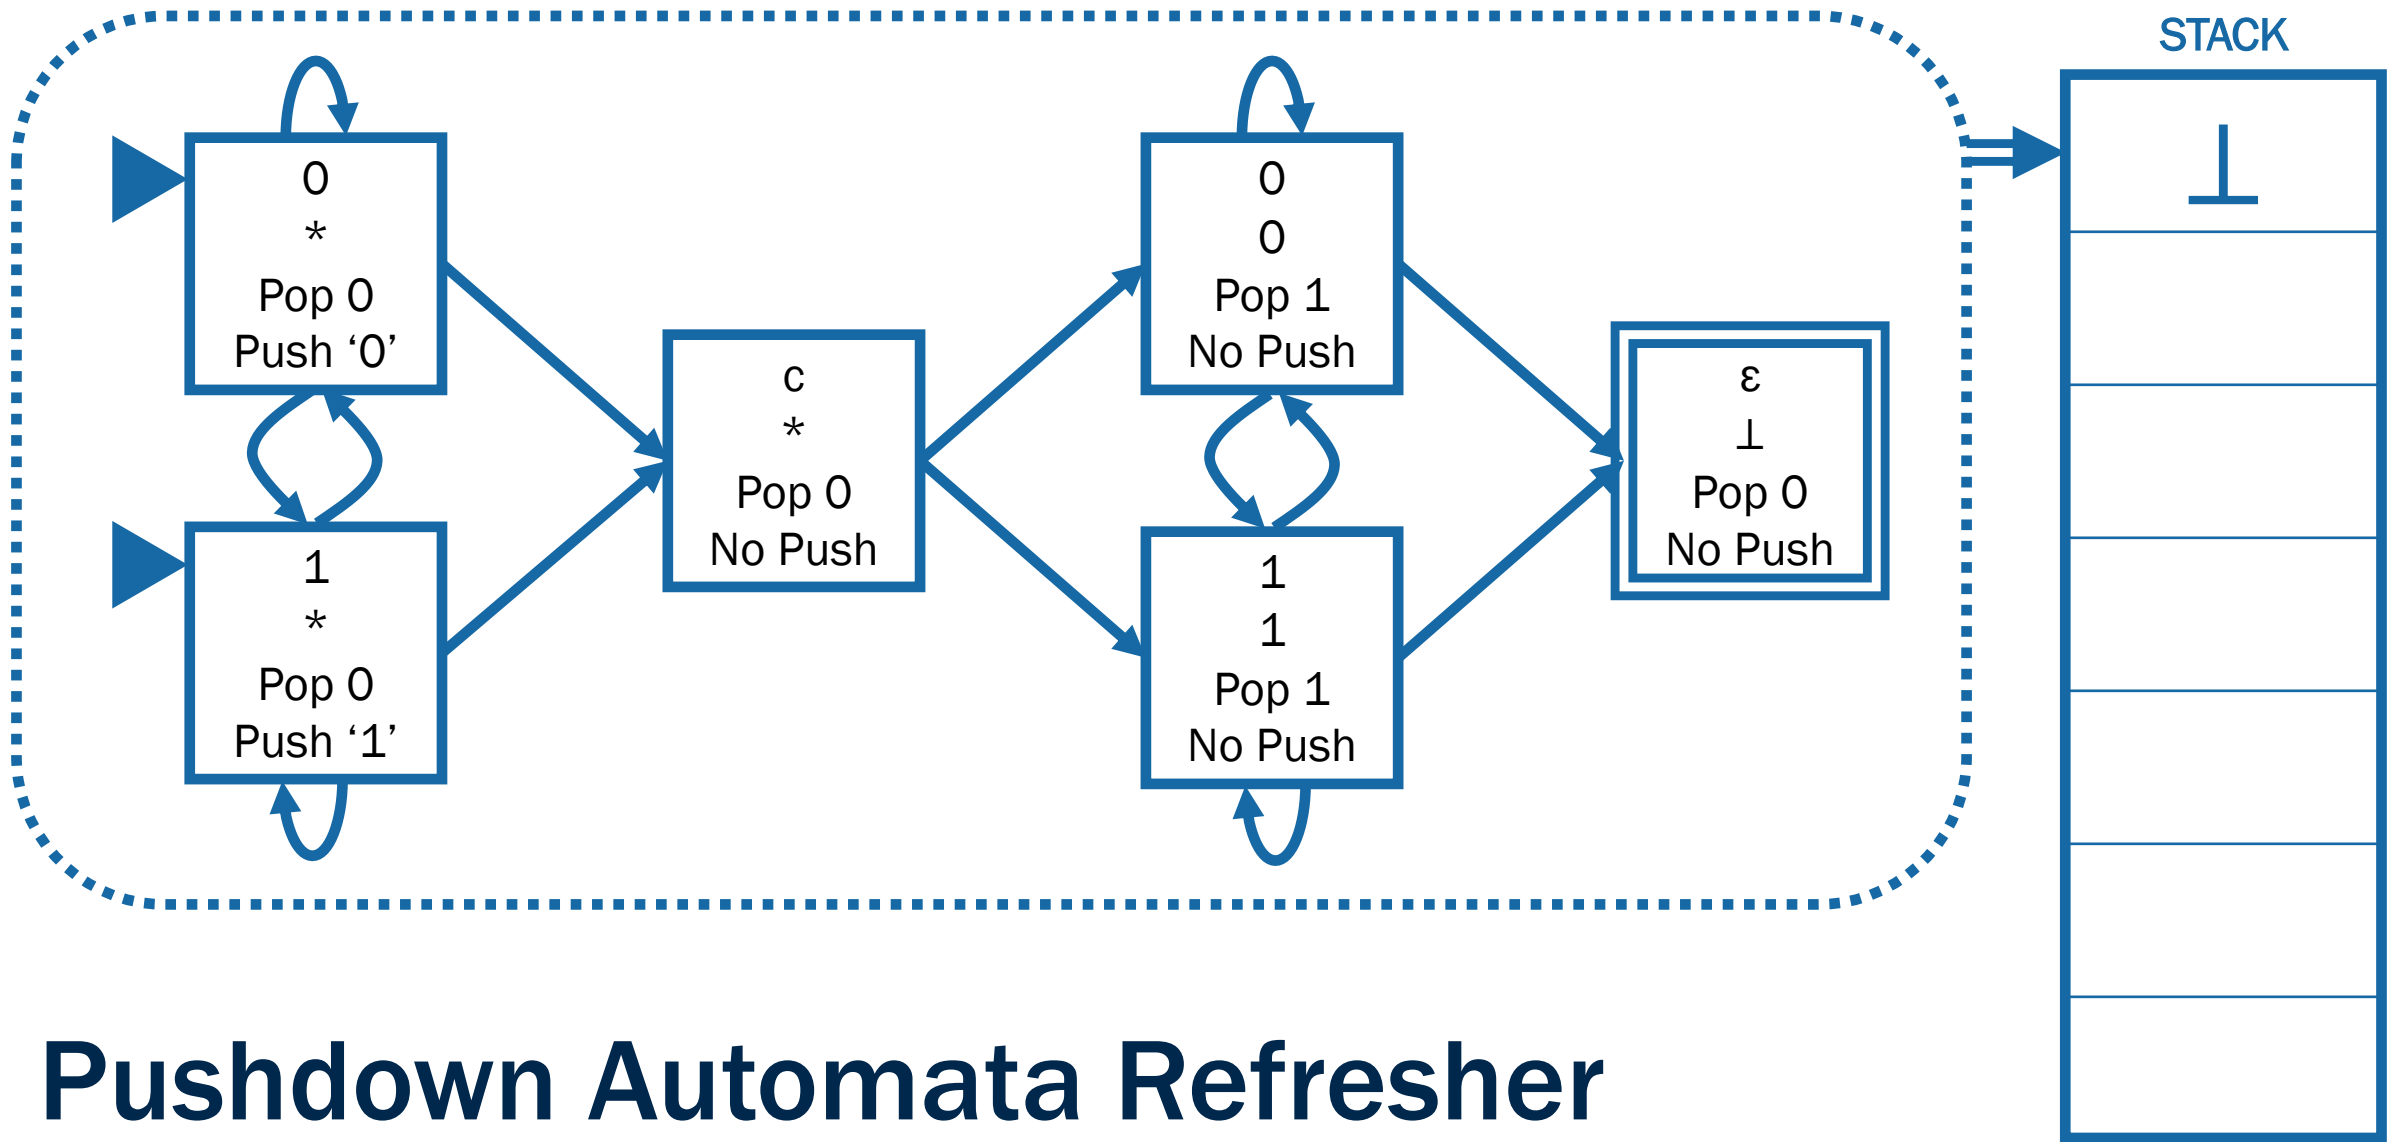 STACK
⊥
0
*
Pop 0
Push ‘0’
1
*
Pop 0
Push ‘1’
c
*
Pop 0
No Push
0
0
Pop 1
No Push
1
1
Pop 1
No Push
ε
⊥
Pop 0
No Push
Pushdown Automata Refresher